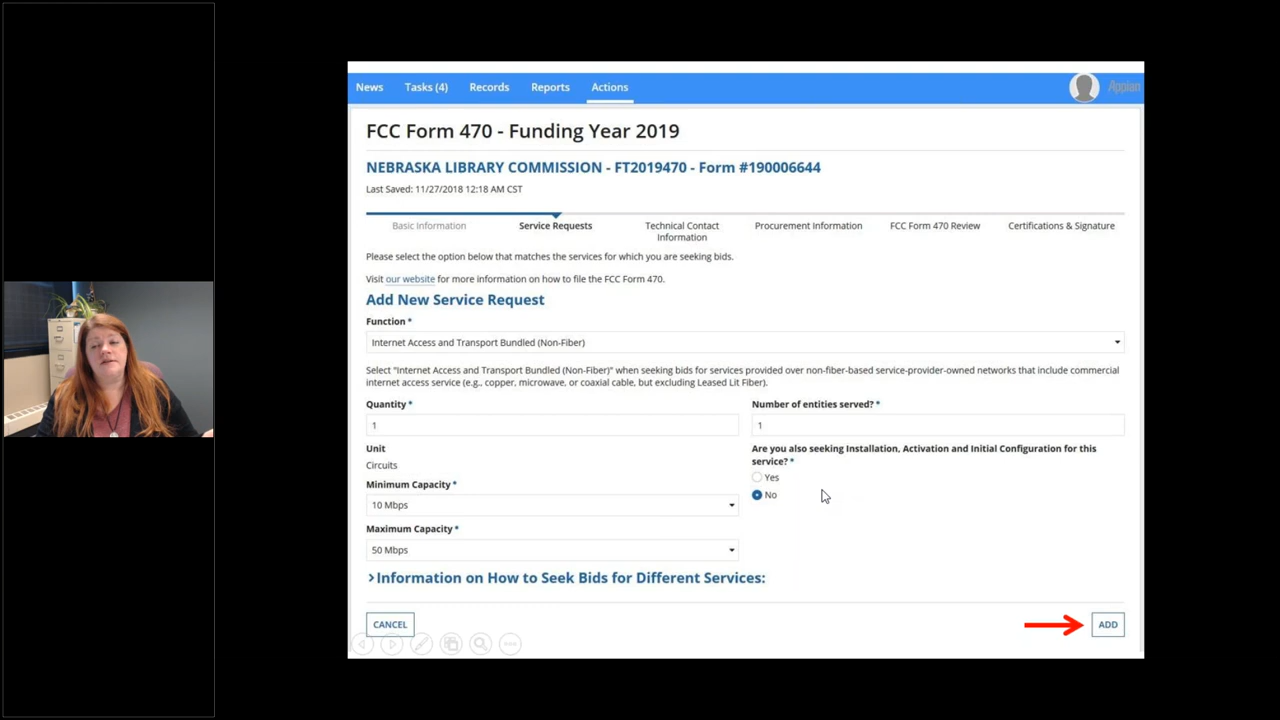 News Tasks (4) Records Reports Actions Appian
FCC Form 470 - Funding Year 2019
NEBRASKA LIBRARY COMMISSION - FT2019470 - Form #190006644
Last Saved: 11/27/2018 12:18 AM CST
Basic Information Service Requests Technical Contact Procurement Information FCC Form 470 Review Certifications & Signature
Information
Please select the option below that matches the services for which you are seeking bids.
Visit our website for more information on how to file the FCC Form 470.
Add New Service Request
Function *
Internet Access and Transport Bundled (Non-Fiber)
Select "Internet Access and Transport Bundled (Non-Fiber)" when seeking bids for services provided over non-fiber-based service-provider-owned networks that include commercial
internet access service (e.g., copper, microwave, or coaxial cable, but excluding Leased Lit Fiber).
Quantity * Number of entities served? *
1 1
Unit Are you also seeking Installation, Activation and Initial Configuration for this
Circuits service? *
Minimum Capacity * Yes
10 Mbps No
Maximum Capacity *
50 Mbps
>Information on How to Seek Bids for Different Services:
CANCEL ADD